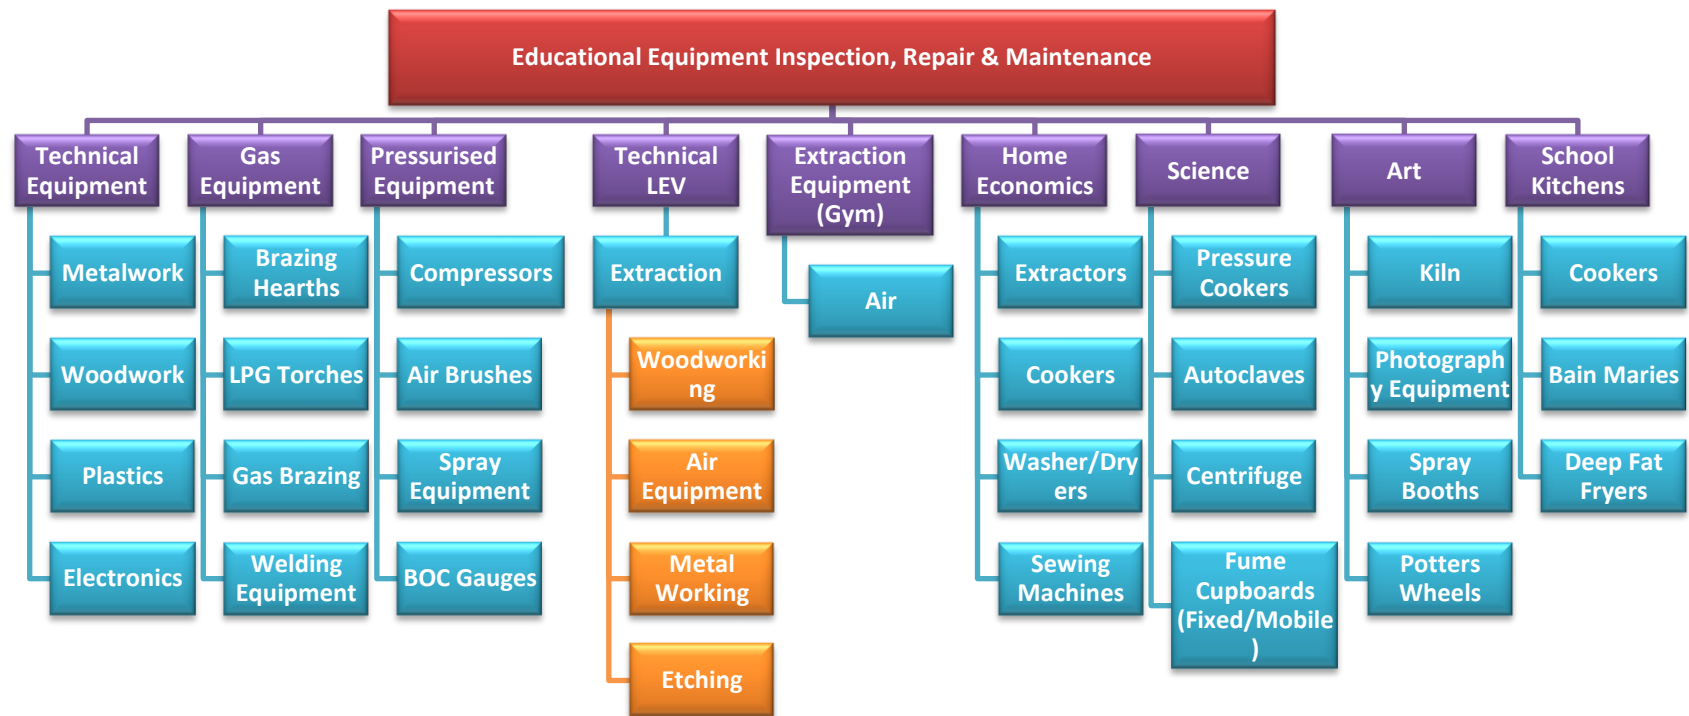 Educational Equipment Inspection, Repair & Maintenance
Technical
Equipment
Gas
Equipment
Pressurised
Equipment
Technical
LEV
Extraction
Equipment
(Gym)
Home
Economics
Science
Art
School
Kitchens
Metalwork
Woodwork
Plastics
Electronics
Brazing
Hearths
LPG Torches
Gas Brazing
Welding
Equipment
Compressors
Air Brushes
Spray
Equipment
BOC Gauges
Extraction
Woodworki
ng
Air
Equipment
Metal
Working
Etching
Air
Extractors
Cookers
Washer/Dry
ers
Sewing
Machines
Pressure
Cookers
Autoclaves
Centrifuge
Fume
Cupboards
(Fixed/Mobile
)
Kiln
Photograph
y Equipment
Spray
Booths
Potters
Wheels
Cookers
Bain Maries
Deep Fat
Fryers